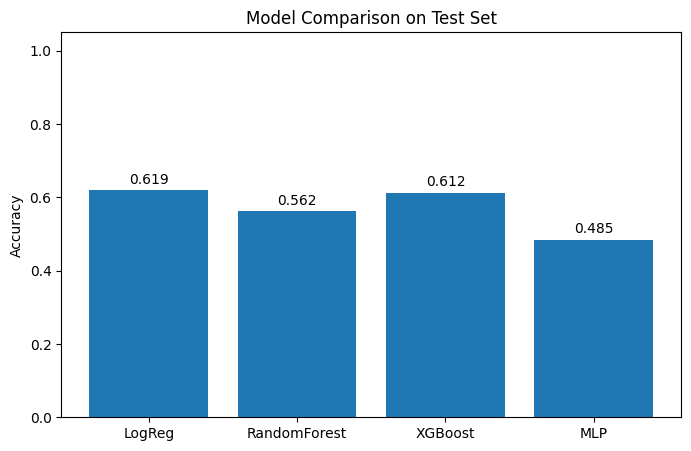 Model Comparison on Test Set
1.0
0.8
0.6
0.4
0.2
0.0
Accuracy
0.619
0.562
0.612
0.485
LogReg
RandomForest
XGBoost
MLP